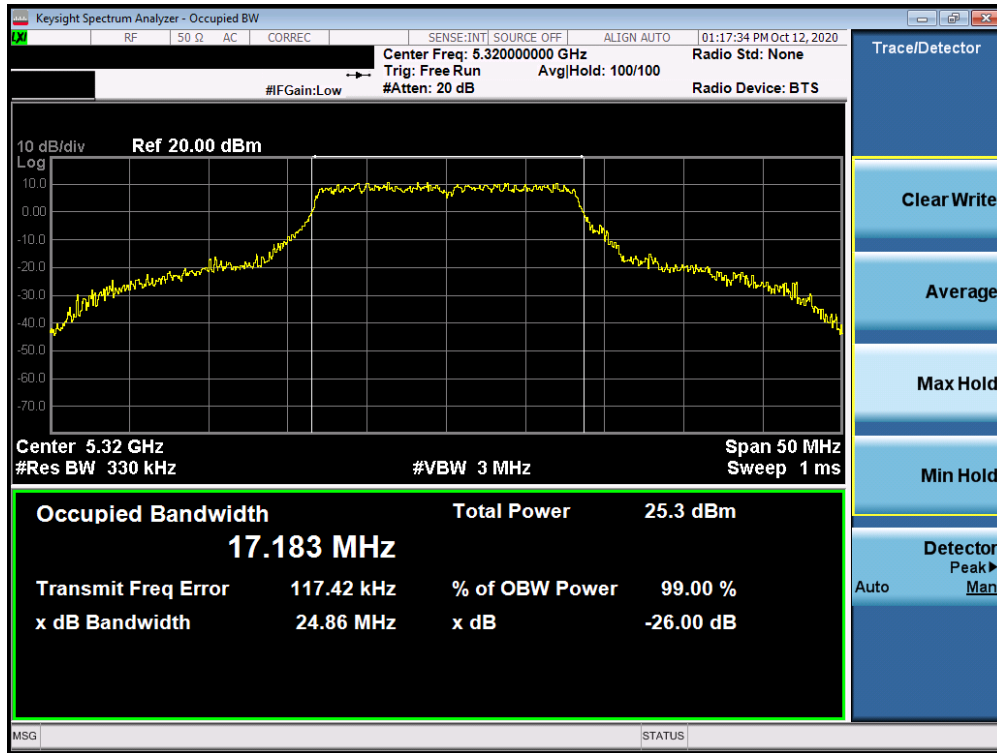 Keysight Spectrum Analyzer - Occupied BW
LXI RF 50 Ω AC CORREC SENSE:INT SOURCE OFF ALIGN AUTO 01:17:34 PM Oct 12, 2020
Center Freq: 5.320000000 GHz Radio Std: None
Trig: Free Run Avg|Hold: 100/100
#IFGain:Low #Atten: 20 dB Radio Device: BTS
10 dB/div Ref 20.00 dBm
Log
10.0
0.00
-10.0
-20.0
-30.0
-40.0
-50.0
-60.0
-70.0
Center 5.32 GHz Span 50 MHz
#Res BW 330 kHz #VBW 3 MHz Sweep 1 ms
Occupied Bandwidth Total Power 25.3 dBm
17.183 MHz
Transmit Freq Error 117.42 kHz % of OBW Power 99.00 %
x dB Bandwidth 24.86 MHz x dB -26.00 dB
MSG STATUS
Trace/Detector
Clear Write
Average
Max Hold
Min Hold
Detector
Peak▶
Auto Man